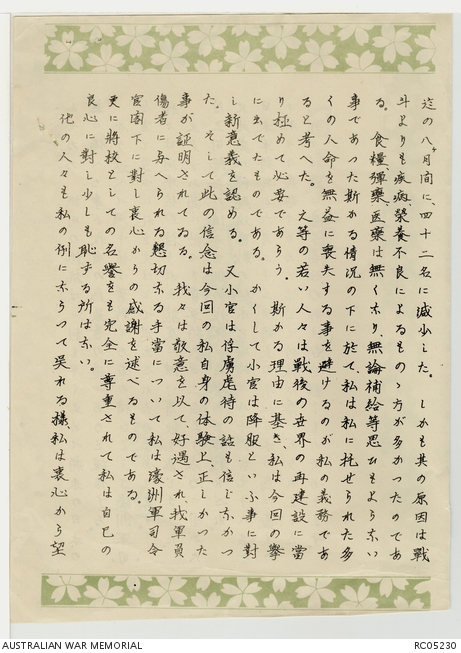 迄の八ヶ月間に、四十二名に減少した。しかも其の原因は戦
斗よりも疾病、栄養不良によるものゝ方が多かつたのであ
る。食糧、弾薬、医薬は無くなり、無論補給等思ひもよらない
事であつた斯かる情況の下に於て、私は私に托せられた多
くの人命を無益に喪失する事を避けるのが私の義務であ
ると考へた。之等の若い人々は戦後の世界の再建設に当
り極めて必要であらう。斯かる理由に基き、私は今回の挙
に出でたものである。かくして小官は降服といふ事に対
し新意義を認める。又小官は俘虜虐待の話も信じなかつ
た。そして此の信念は今回の私自身の体験上、正しかつた
事が証明されてゐる。我々は敬意を以て、好遇され、我軍員
傷者に与へられる懇切なる手当について私は濠洲軍司令
官閣下に対し衷心からの感謝を述べるものである。
更に将校としての名誉をも完全に尊重されて私は自己の
良心に対し少しも恥ずる所はない。
他の人々も私の例にならつて呉れる様、私は衷心から望
AUSTRALIAN WAR MEMORIAL
RC05230